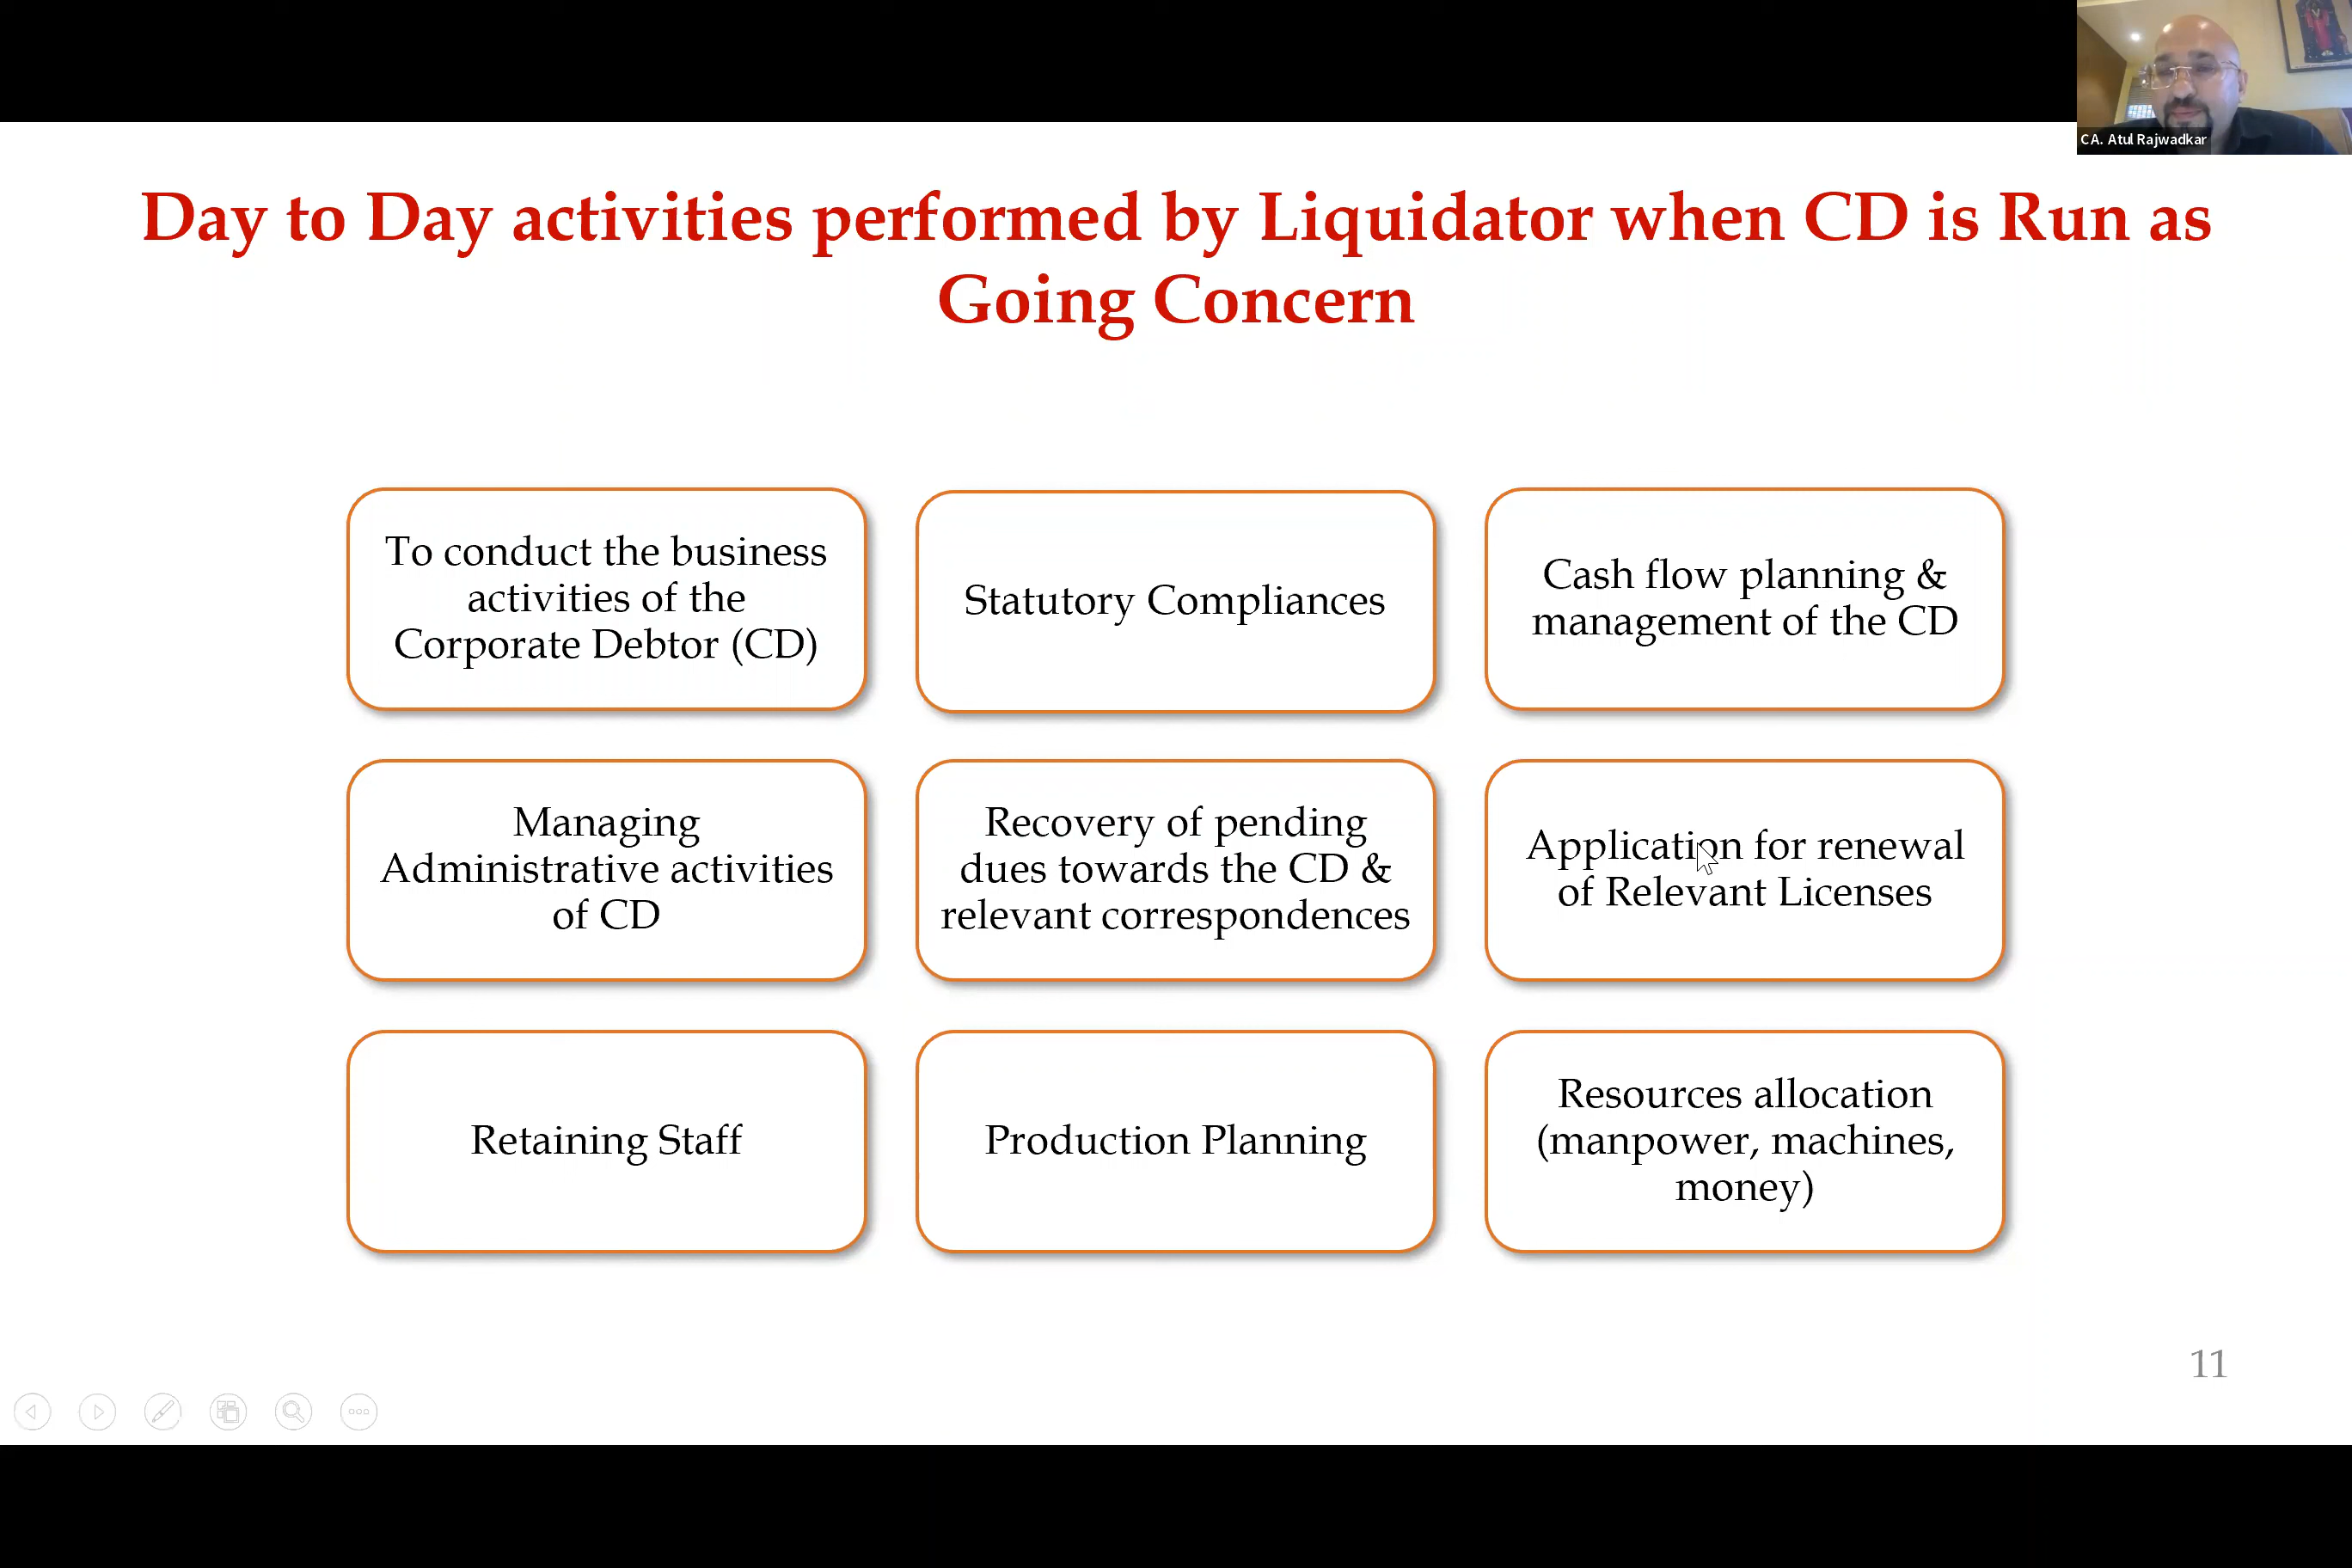 CA. Atul Rajwadkar
Day to Day activities performed by Liquidator when CD is Run as
Going Concern
To conduct the business
activities of the
Corporate Debtor (CD)
Statutory Compliances
Cash flow planning &
management of the CD
Managing
Administrative activities
of CD
Recovery of pending
dues towards the CD &
relevant correspondences
Application for renewal
of Relevant Licenses
Retaining Staff
Production Planning
Resources allocation
(manpower, machines,
money)
11